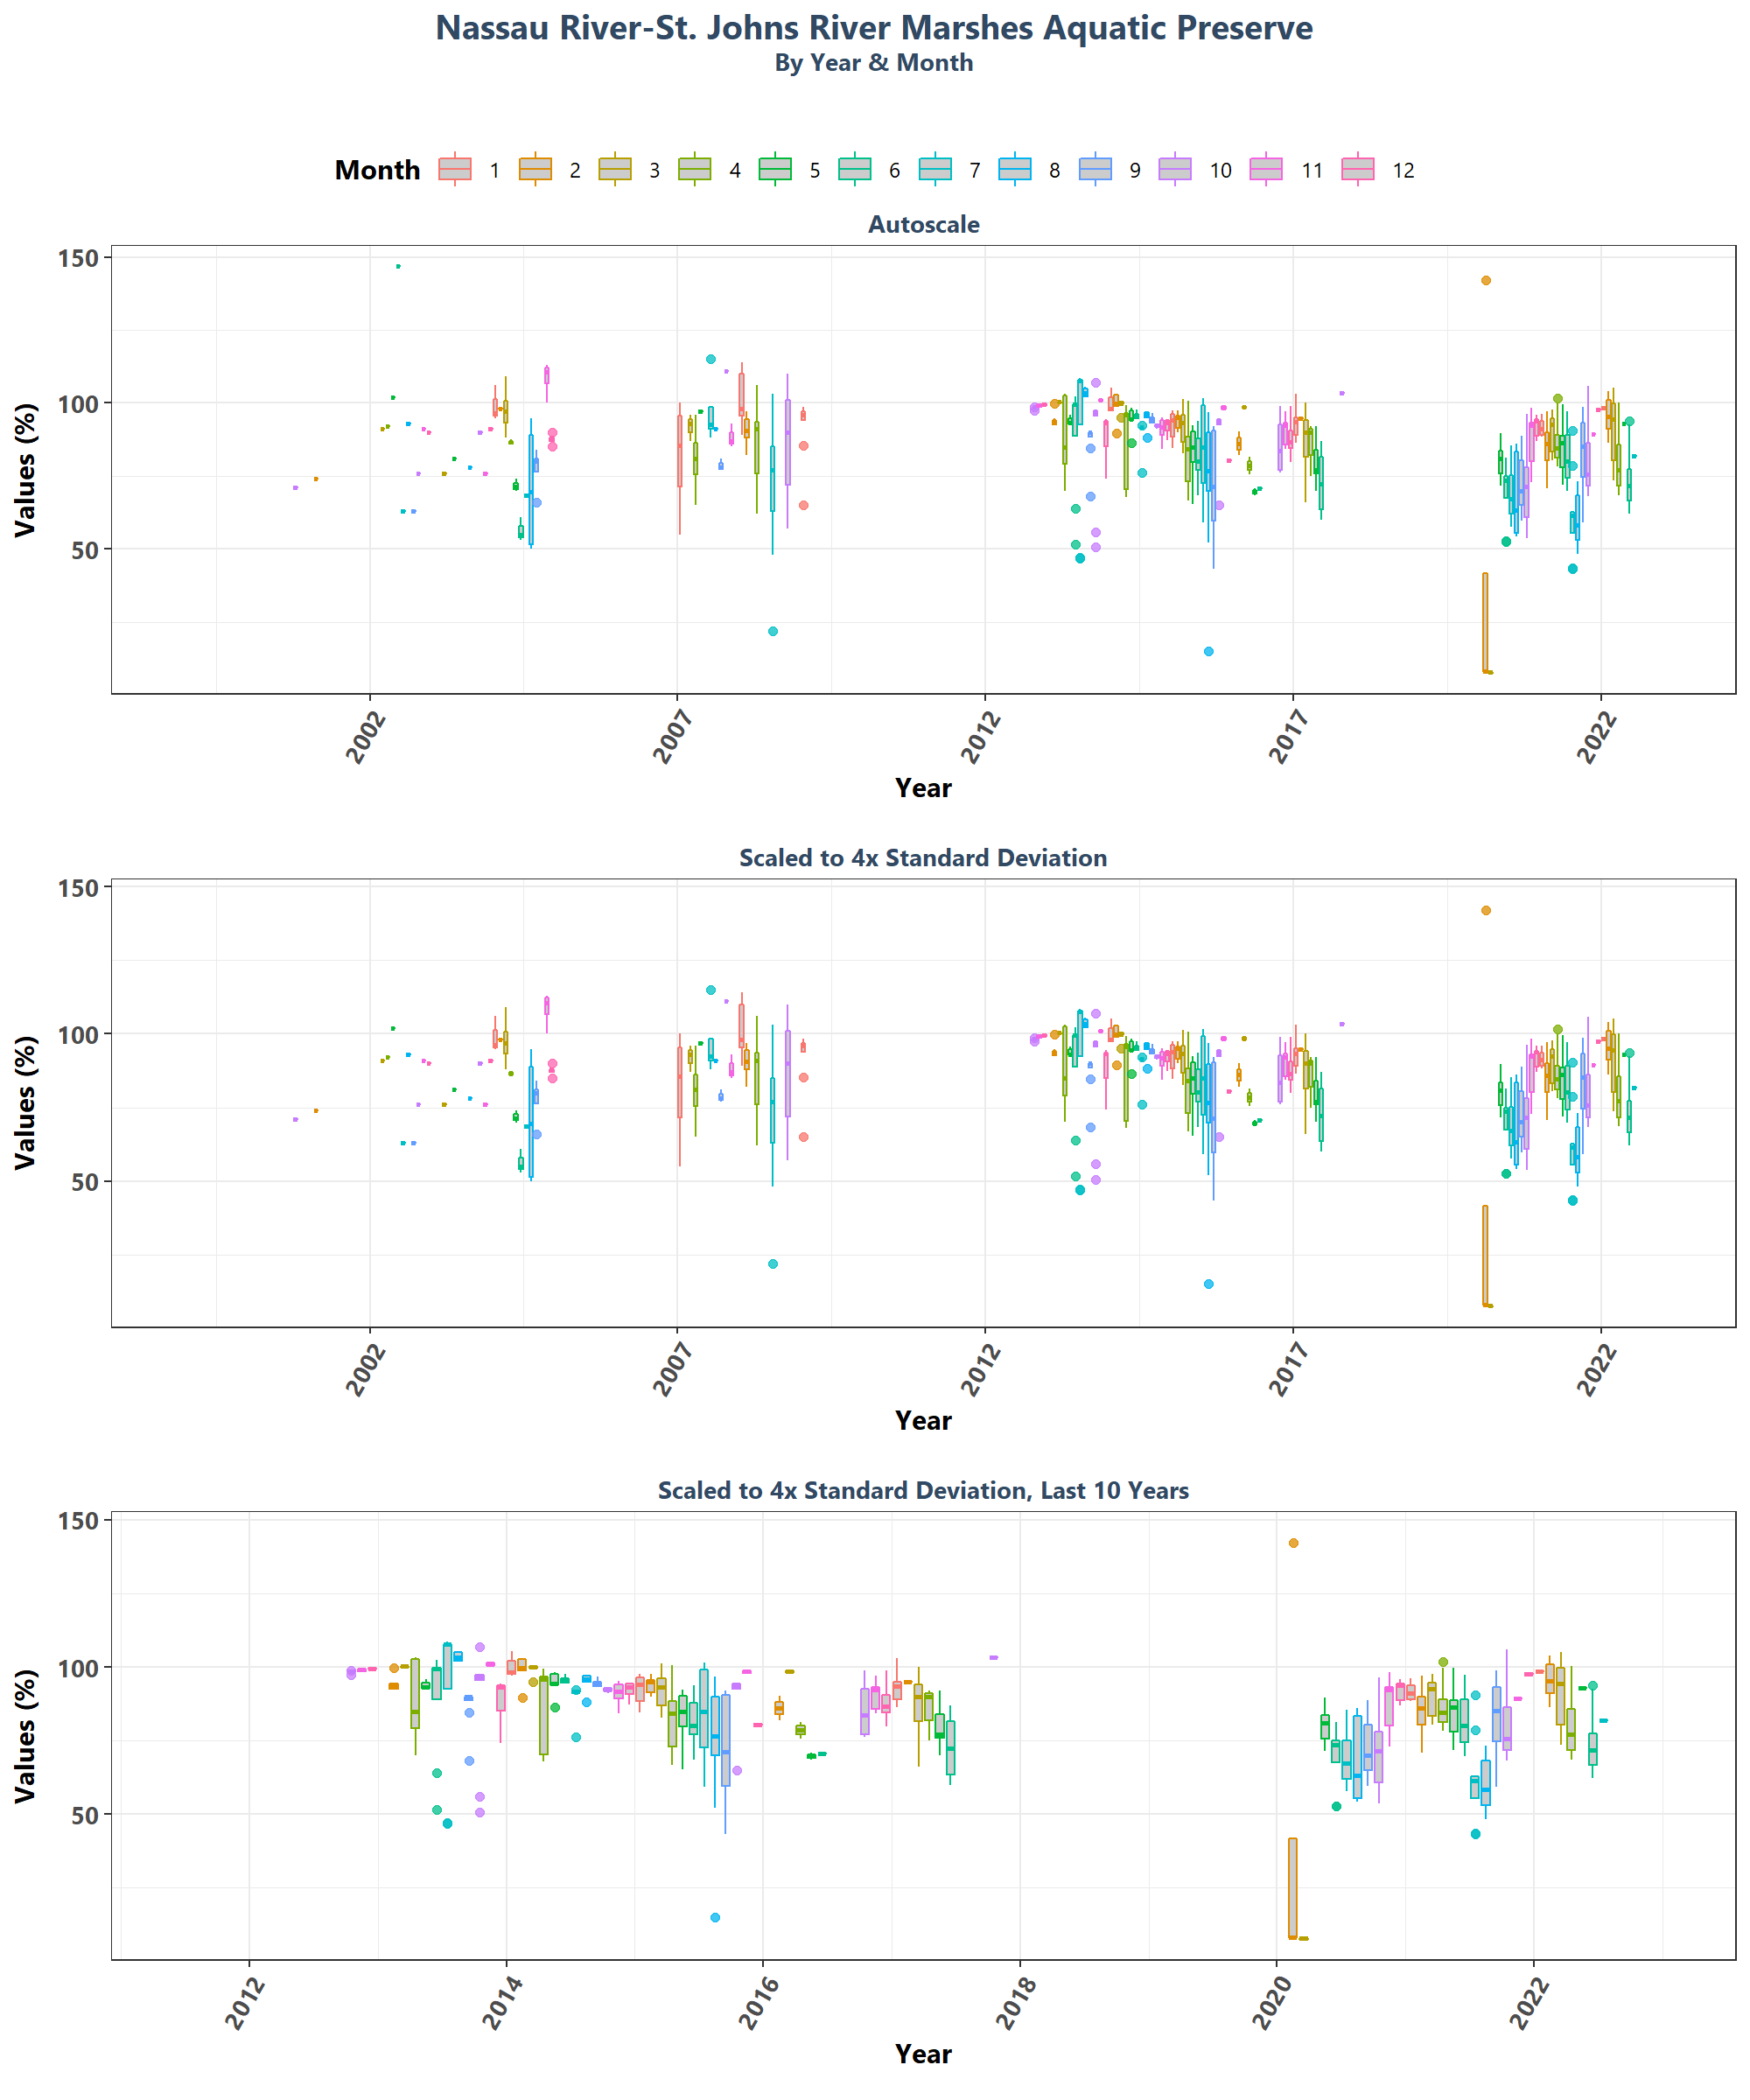 Nassau River-St. Johns River Marshes Aquatic Preserve
By Year & Month
Month 1 2 3 4 5 6 7 8 9 10 11 12
Autoscale
150
100
50
Values (%)
2002 2007 2012 2017 2022
Year
Scaled to 4x Standard Deviation
150
100
50
Values (%)
2002 2007 2012 2017 2022
Year
Scaled to 4x Standard Deviation, Last 10 Years
150
100
50
Values (%)
2012 2014 2016 2018 2020 2022
Year